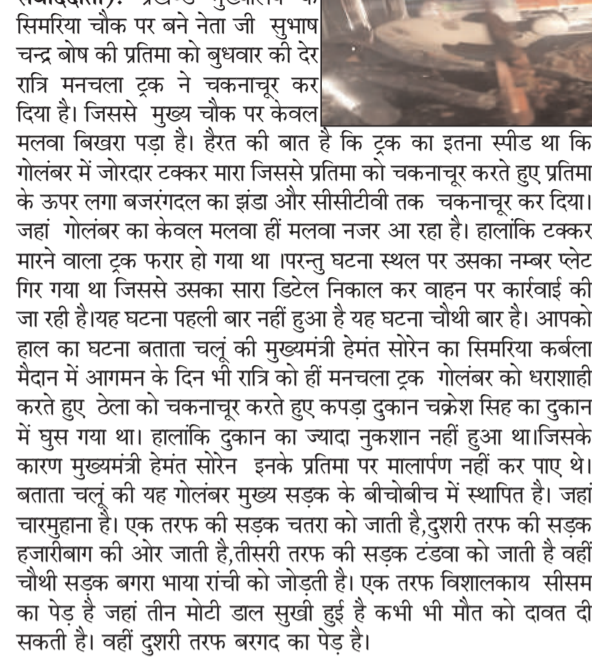 सिमरिया चौक पर बने नेता जी सुभाष
चन्द्र बोष की प्रतिमा को बुधवार की देर
रात्रि मनचला ट्रक ने चकनाचूर कर
दिया है। जिससे मुख्य चौक पर केवल
मलवा बिखरा पड़ा है। हैरत की बात है कि ट्रक का इतना स्पीड था कि
गोलंबर में जोरदार टक्कर मारा जिससे प्रतिमा को चकनाचूर करते हुए प्रतिमा
के ऊपर लगा बजरंगदल का झंडा और सीसीटीवी तक चकनाचूर कर दिया।
जहां गोलंबर का केवल मलवा हीं मलवा नजर आ रहा है। हालांकि टक्कर
मारने वाला ट्रक फरार हो गया था ।परन्तु घटना स्थल पर उसका नम्बर प्लेट
गिर गया था जिससे उसका सारा डिटेल निकाल कर वाहन पर कार्रवाई की
जा रही है।यह घटना पहली बार नहीं हुआ है यह घटना चौथी बार है। आपको
हाल का घटना बताता चलूं की मुख्यमंत्री हेमंत सोरेन का सिमरिया कर्बला
मैदान में आगमन के दिन भी रात्रि को हीं मनचला ट्रक गोलंबर को धराशाही
करते हुए ठेला को चकनाचूर करते हुए कपड़ा दुकान चक्रेश सिह का दुकान
में घुस गया था। हालांकि दुकान का ज्यादा नुकशान नहीं हुआ था।जिसके
कारण मुख्यमंत्री हेमंत सोरेन इनके प्रतिमा पर मालार्पण नहीं कर पाए थे।
बताता चलूं की यह गोलंबर मुख्य सड़क के बीचोबीच में स्थापित है। जहां
चारमुहाना है। एक तरफ की सड़क चतरा को जाती है,दुशरी तरफ की सड़क
हजारीबाग की ओर जाती है,तीसरी तरफ की सड़क टंडवा को जाती है वहीं
चौथी सड़क बगरा भाया रांची को जोड़ती है। एक तरफ विशालकाय सीसम
का पेड़ है जहां तीन मोटी डाल सुखी हुई है कभी भी मौत को दावत दी
सकती है। वहीं दुशरी तरफ बरगद का पेड़ है।